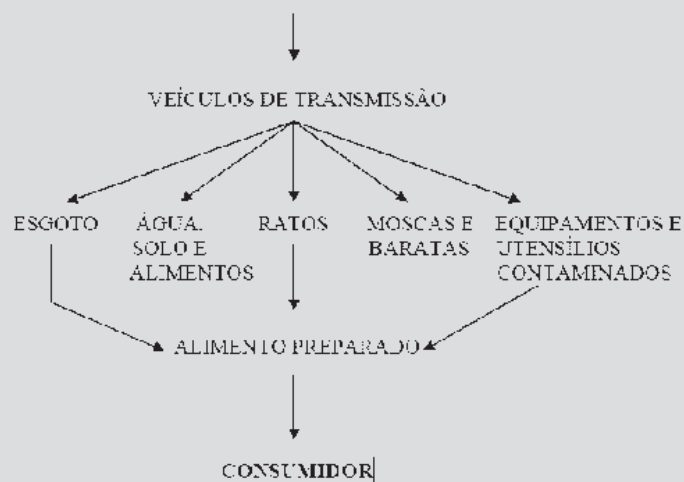 VEÍCULOS DE TRANSMISSÃO
ESGOTO
ÁGUA,
SOLO E
ALIMENTOS
RATOS
MOSCAS E
BARATAS
EQUIPAMENTOS E
UTENSÍLIOS
CONTAMINADOS
ALIMENTO PREPARADO
CONSUMIDOR